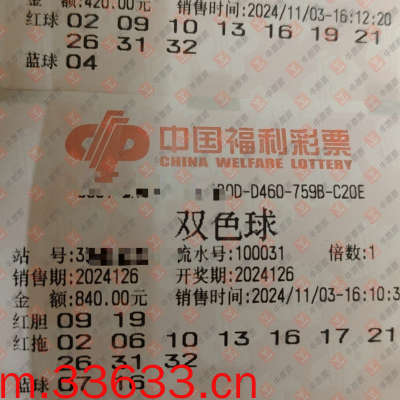 金 额:420.00元 销售时间:2024/11/03-16:12:20
红球 02 09 10 13 16 19 21
26 31 32
蓝球 04
中国福利彩票
CHINA WELFARE LOTTERY
D-D460-759B-C20E
双色球
站 号:33 流水号:100031 倍数:1
销售期:2024126 开奖期:2024126
金 额:840.00元 销售时间:2024/11/03-16:10:3
红胆 09 19
红拖 02 06 10 13 16 17 21
26 31 32
蓝球 07 16
m.33633.cn